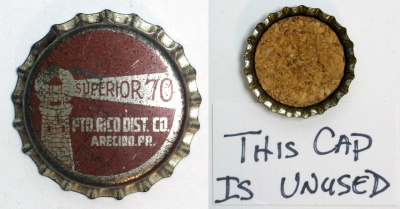 SUPERIOR 70
PTO. RICO DIST. CO.
ARECIBO, P.R.
THIS CAP
IS UNUSED